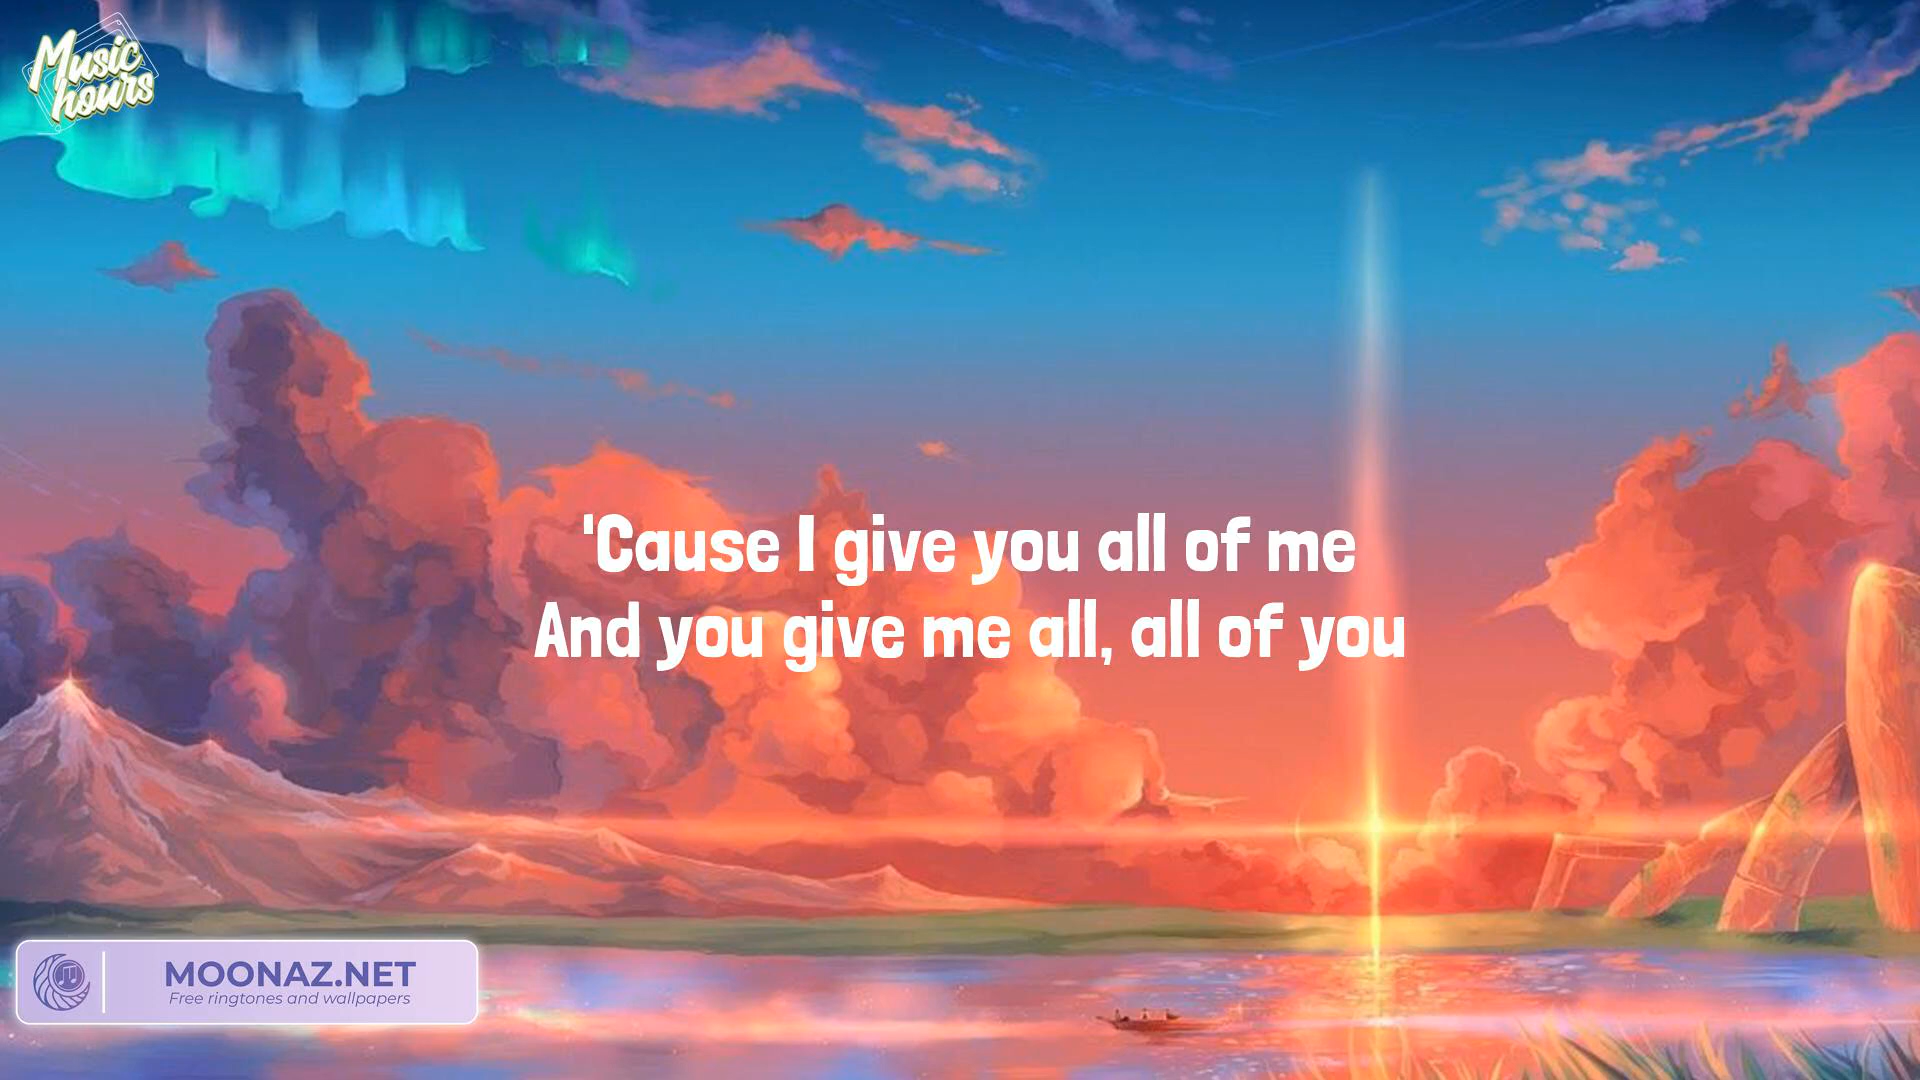 Music
hours
'Cause I give you all of me
And you give me all, all of you
MOONAZ.NET
Free ringtones and wallpapers